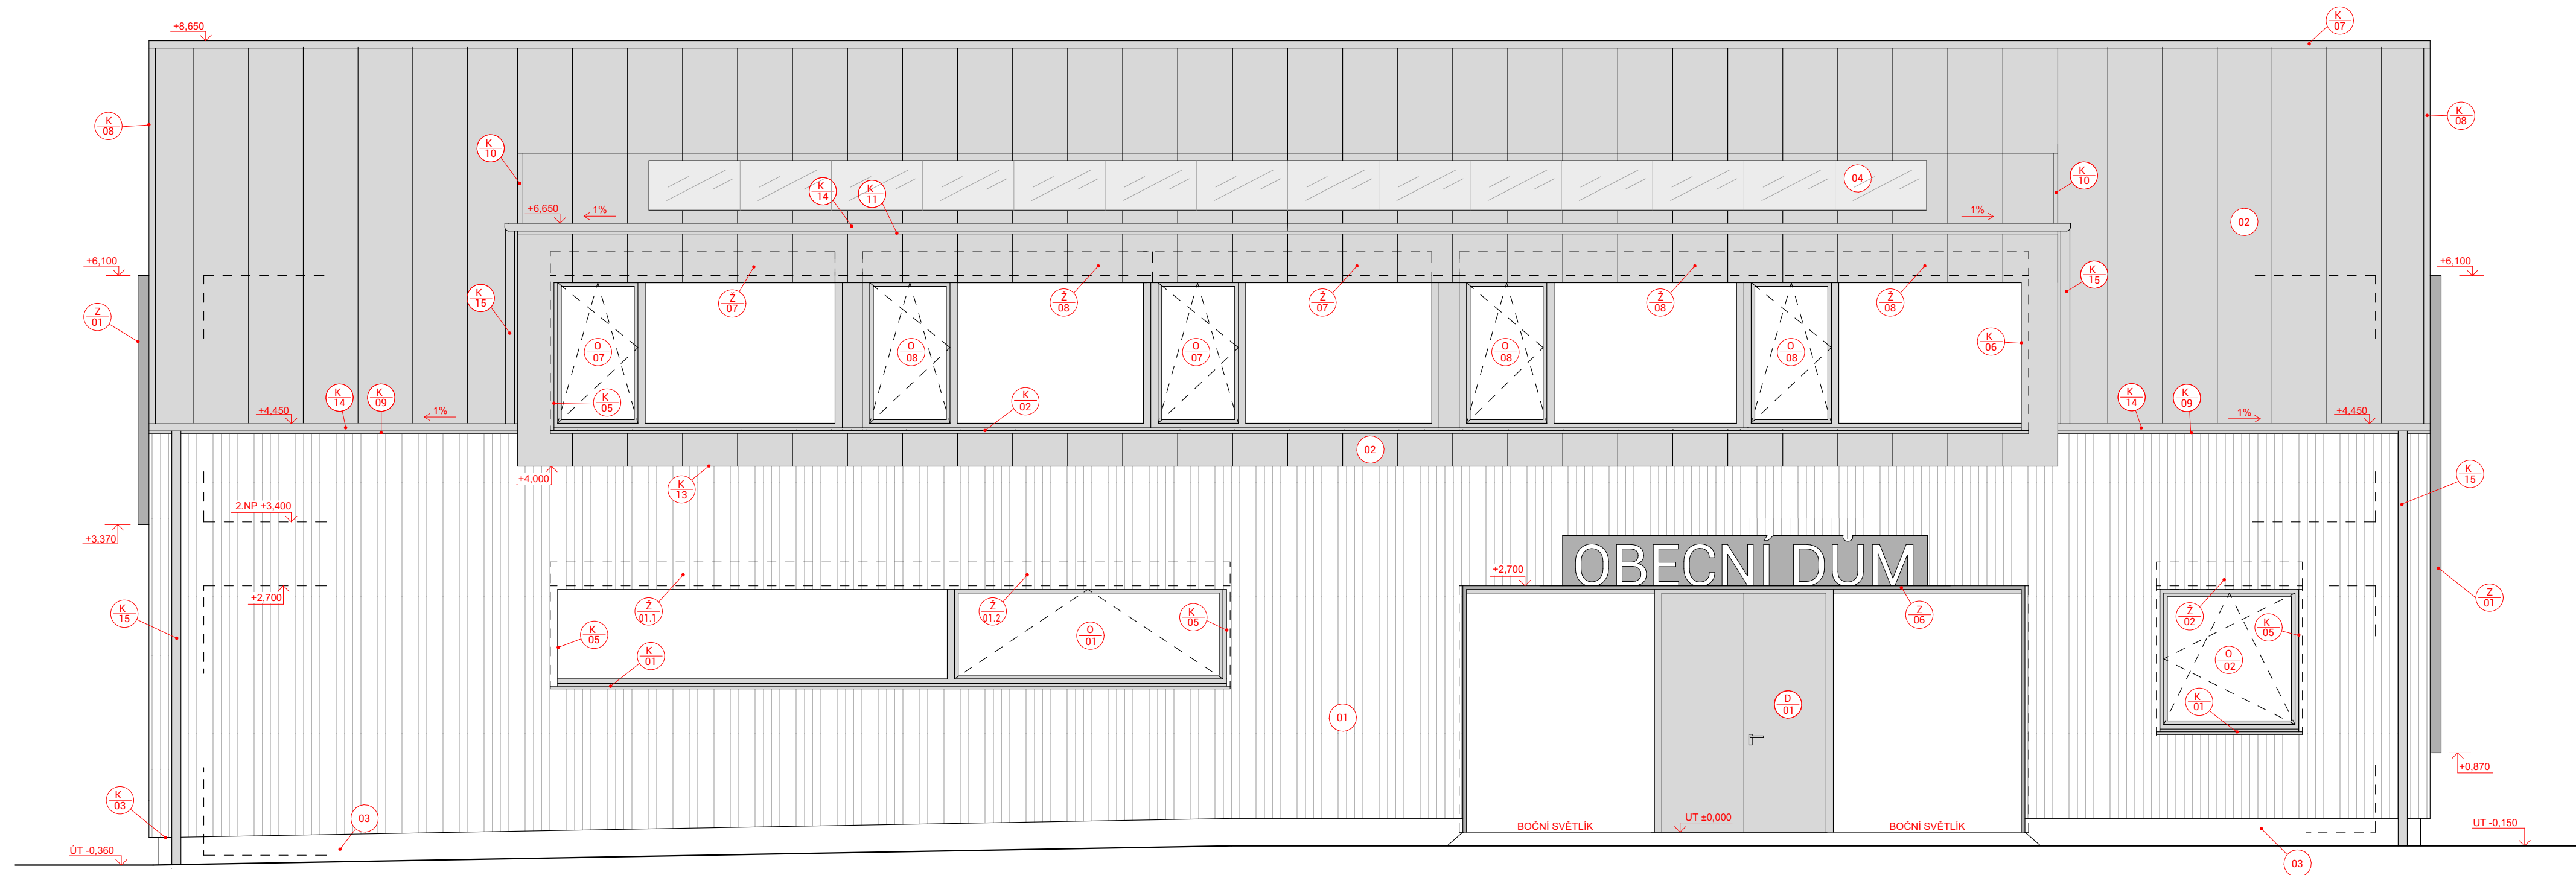 +8,650
K
07
K
08
K
08
K
10
K
14
K
11
04
K
10
+6,650
1%
1%
02
+6,100
+6,100
Z
01
K
15
Ž
07
Ž
08
Ž
07
Ž
08
Ž
08
K
15
O
07
O
08
O
07
O
08
O
08
K
06
K
14
K
09
+4,450
1%
K
05
K
02
K
14
K
09
1%
+4,450
02
+4,000
K
13
K
15
2.NP +3,400
+3,370
OBECNÍ DŮM
+2,700
+2,700
K
15
Ž
01.1
Ž
01.2
K
05
K
05
O
01
K
01
Z
06
Ž
02
K
05
Z
01
O
02
K
01
01
D
01
+0,870
K
03
03
BOČNÍ SVĚTLÍK
UT ±0,000
BOČNÍ SVĚTLÍK
UT -0,150
ÚT -0,360
03